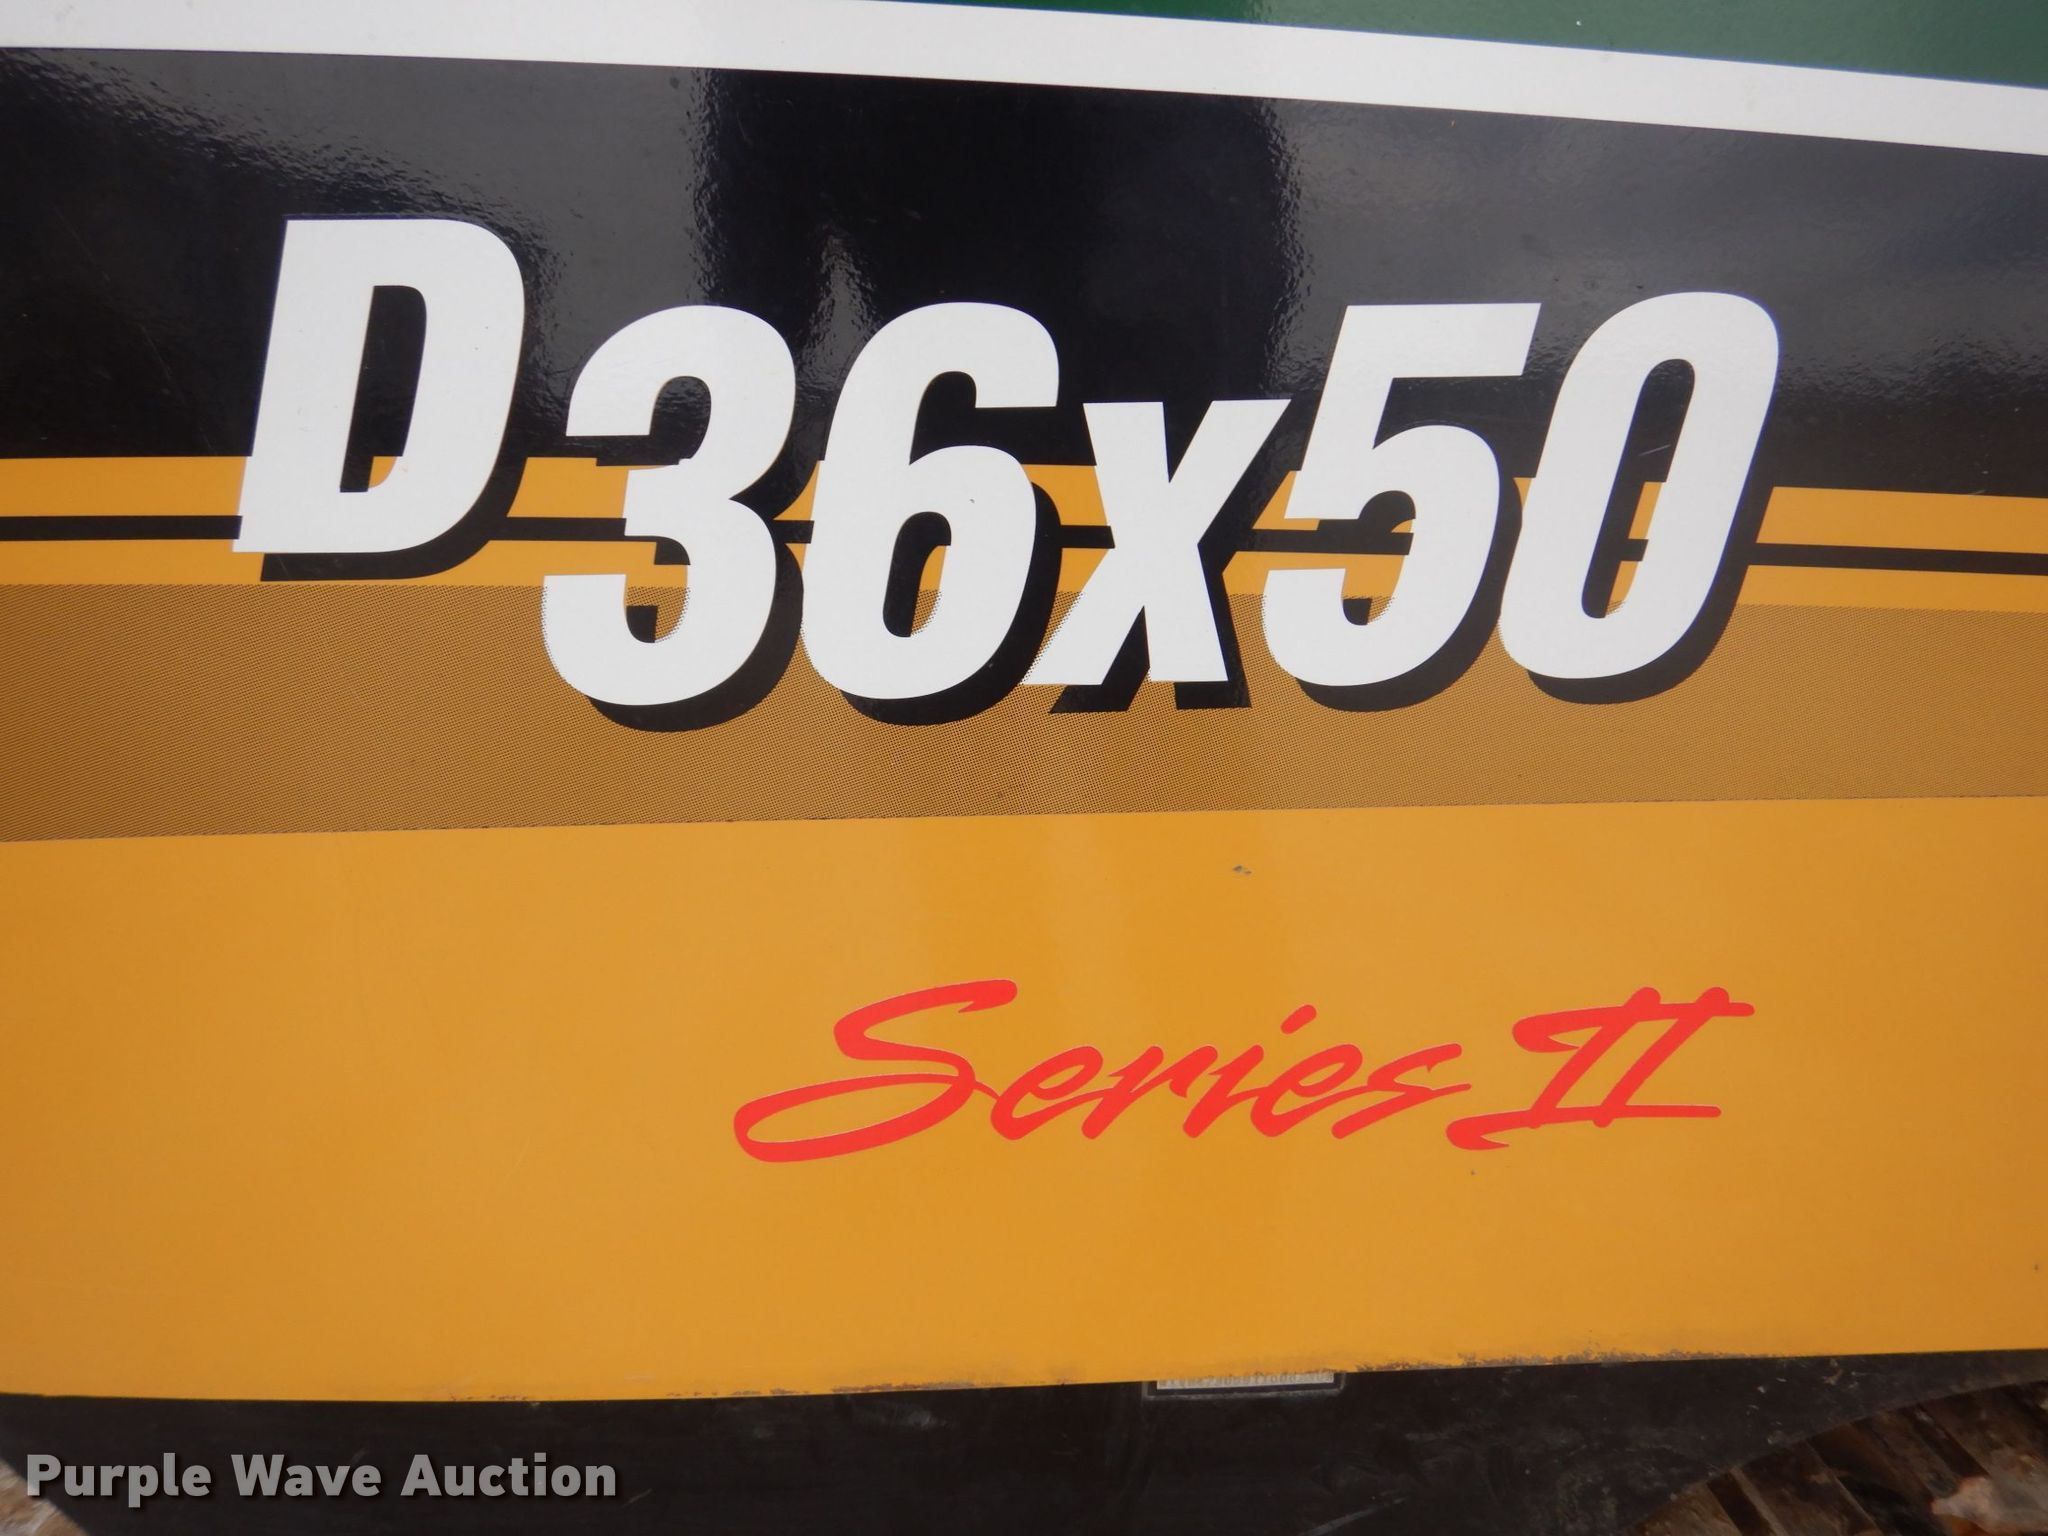 D36x50
Series II
Purple Wave Auction